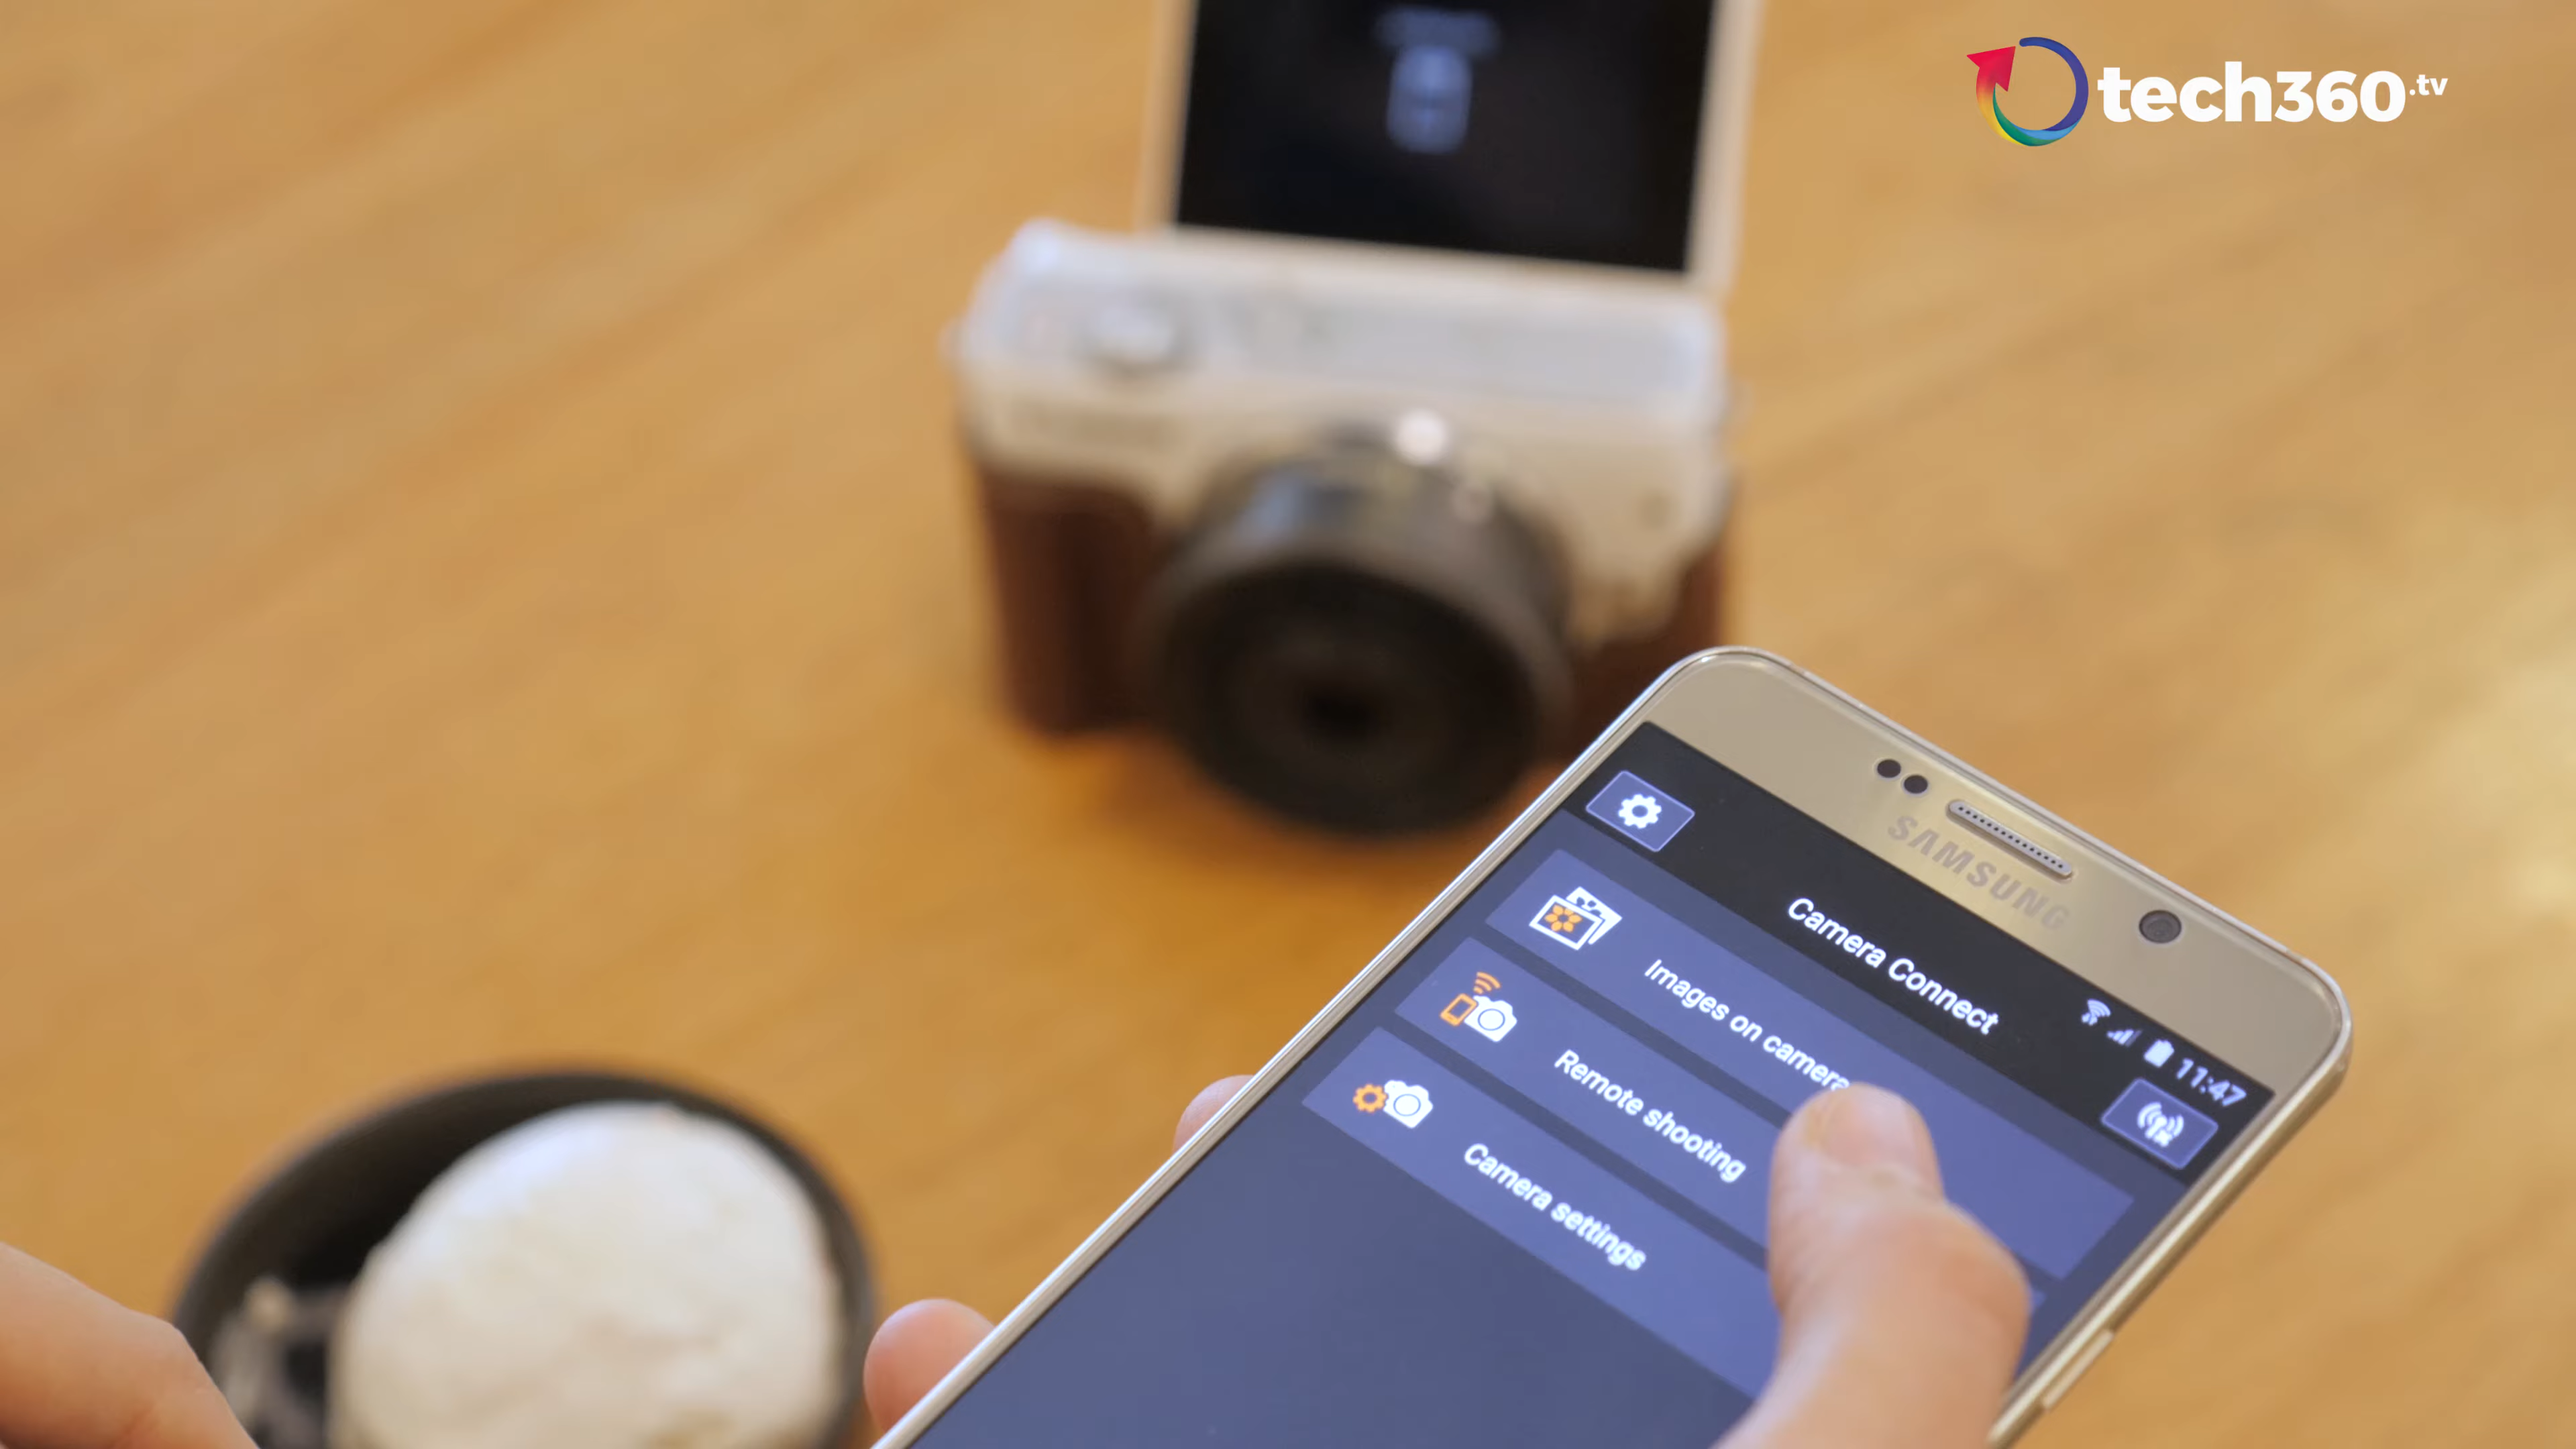 tech360.tv
SAMSUNG
11:47
Camera Connect
Images on camera
Remote shooting
Camera settings